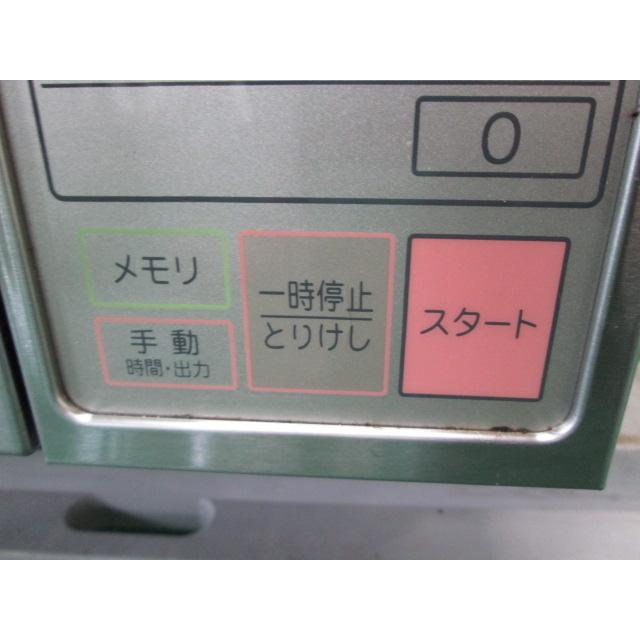 0
メモリ
手動
時間・出力
一時停止
とりけし
スタート